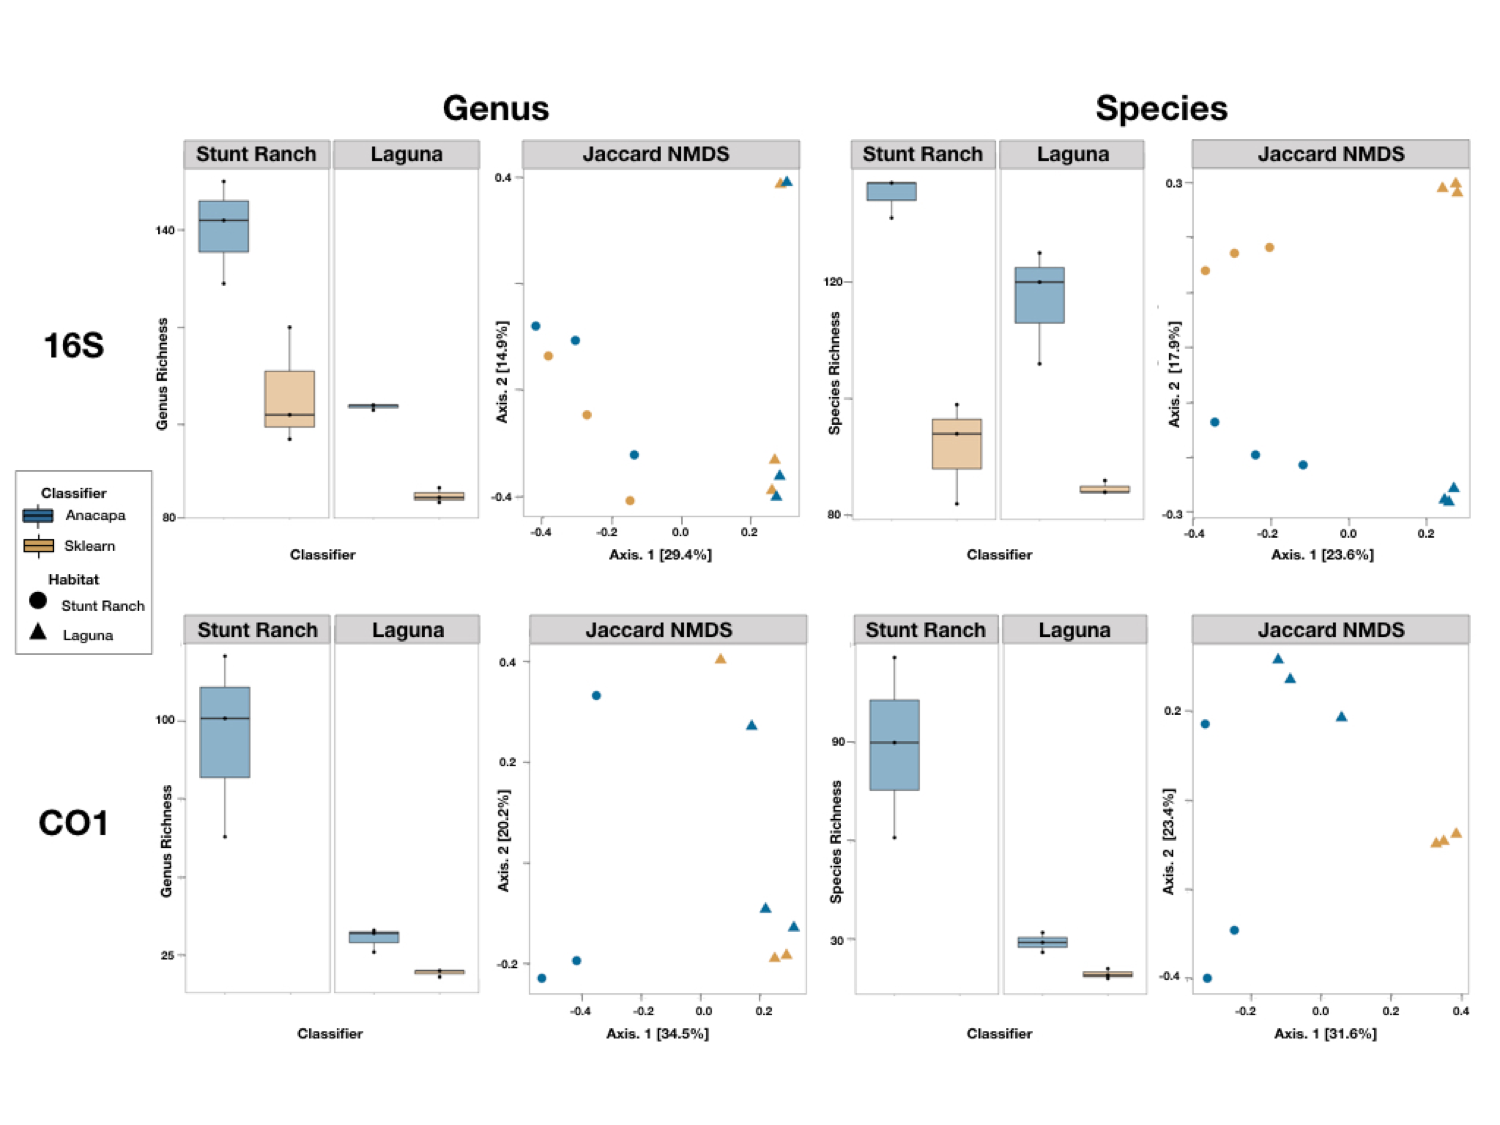 Genus
Species
Stunt Ranch
Laguna
Jaccard NMDS
Stunt Ranch
Laguna
Jaccard NMDS
16S
Genus Richness
140
80
Classifier
Axis. 2 [14.9%]
0.4
-0.4
-0.4
-0.2
0.0
0.2
Axis. 1 [29.4%]
Species Richness
120
80
Classifier
Axis. 2 [17.9%]
0.3
-0.3
-0.4
-0.2
0.0
0.2
Axis. 1 [23.6%]
Classifier
Anacapa
Sklearn
Habitat
Stunt Ranch
Laguna
Stunt Ranch
Laguna
Jaccard NMDS
Stunt Ranch
Laguna
Jaccard NMDS
CO1
Genus Richness
100
25
Classifier
Axis. 2 [20.2%]
0.4
0.2
-0.2
-0.4
-0.2
0.0
0.2
Axis. 1 [34.5%]
Species Richness
90
30
Classifier
Axis. 2 [23.4%]
0.2
-0.4
-0.2
0.0
0.2
0.4
Axis. 1 [31.6%]